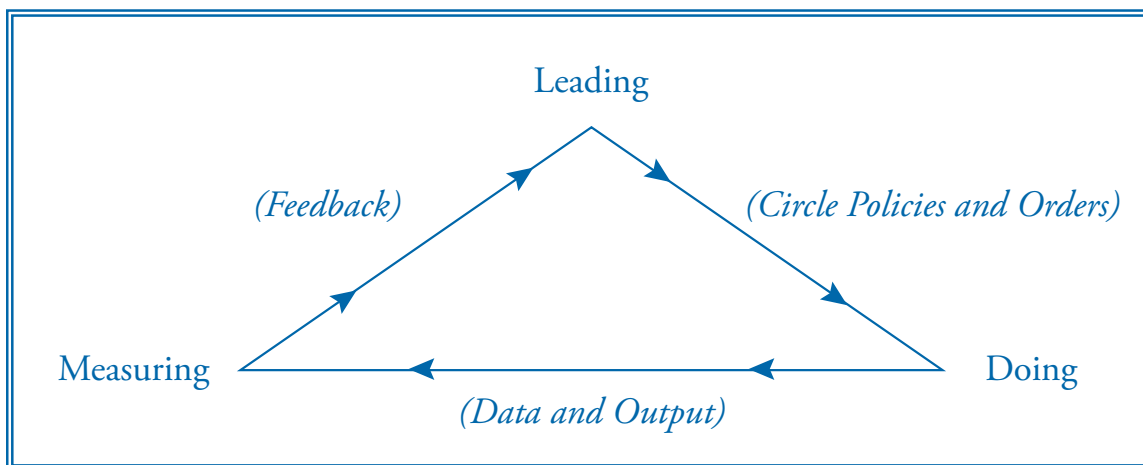 Leading
(Feedback)
(Circle Policies and Orders)
Measuring
Doing
(Data and Output)